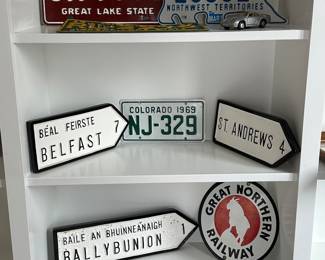 GREAT LAKE STATE
NORTHWEST TERRITORIES
COLORADO 1969
NJ-329
BÉAL FEIRSTE
BELFAST 7
ST. ANDREWS 4
BAILE AN BHUINNEÁNAIGH
BALLYBUNION 1
GREAT NORTHERN
RAILWAY